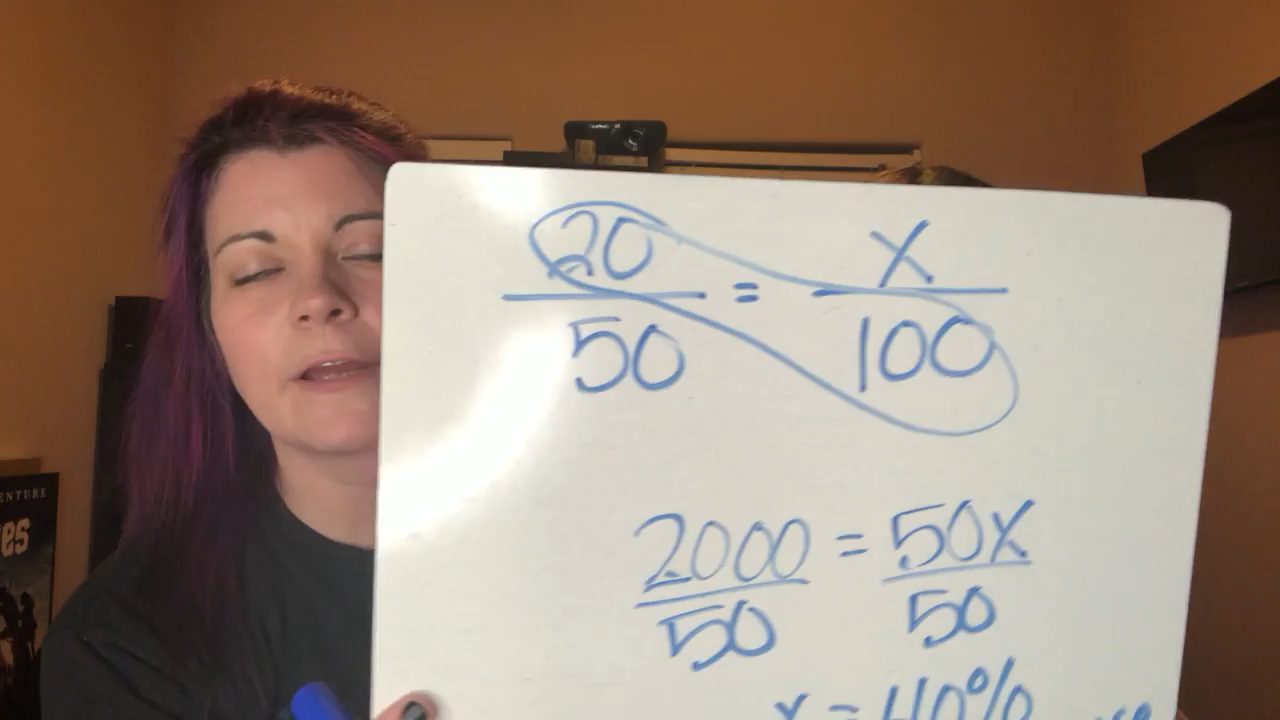 20 = x
50 100
2000 = 50x
50 50
x = 40%
ENTURE
es